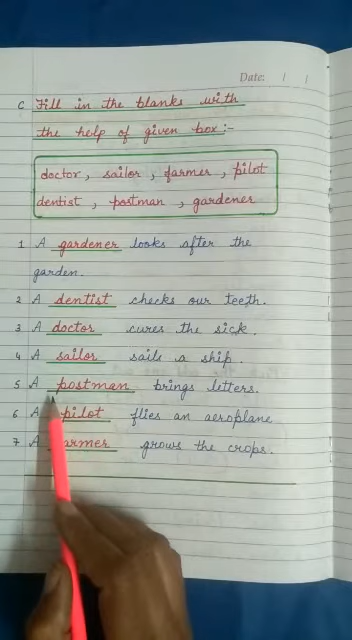 Date: / /
C Fill in the blanks with
the help of given box:-
doctor, sailor, farmer, pilot
dentist, postman, gardener
1 A gardener looks after the
garden.
2 A dentist checks our teeth.
3 A doctor cures the sick.
4 A sailor sails a ship.
5 A postman brings letters.
6 A pilot flies an aeroplane
7 A armer grows the crops.